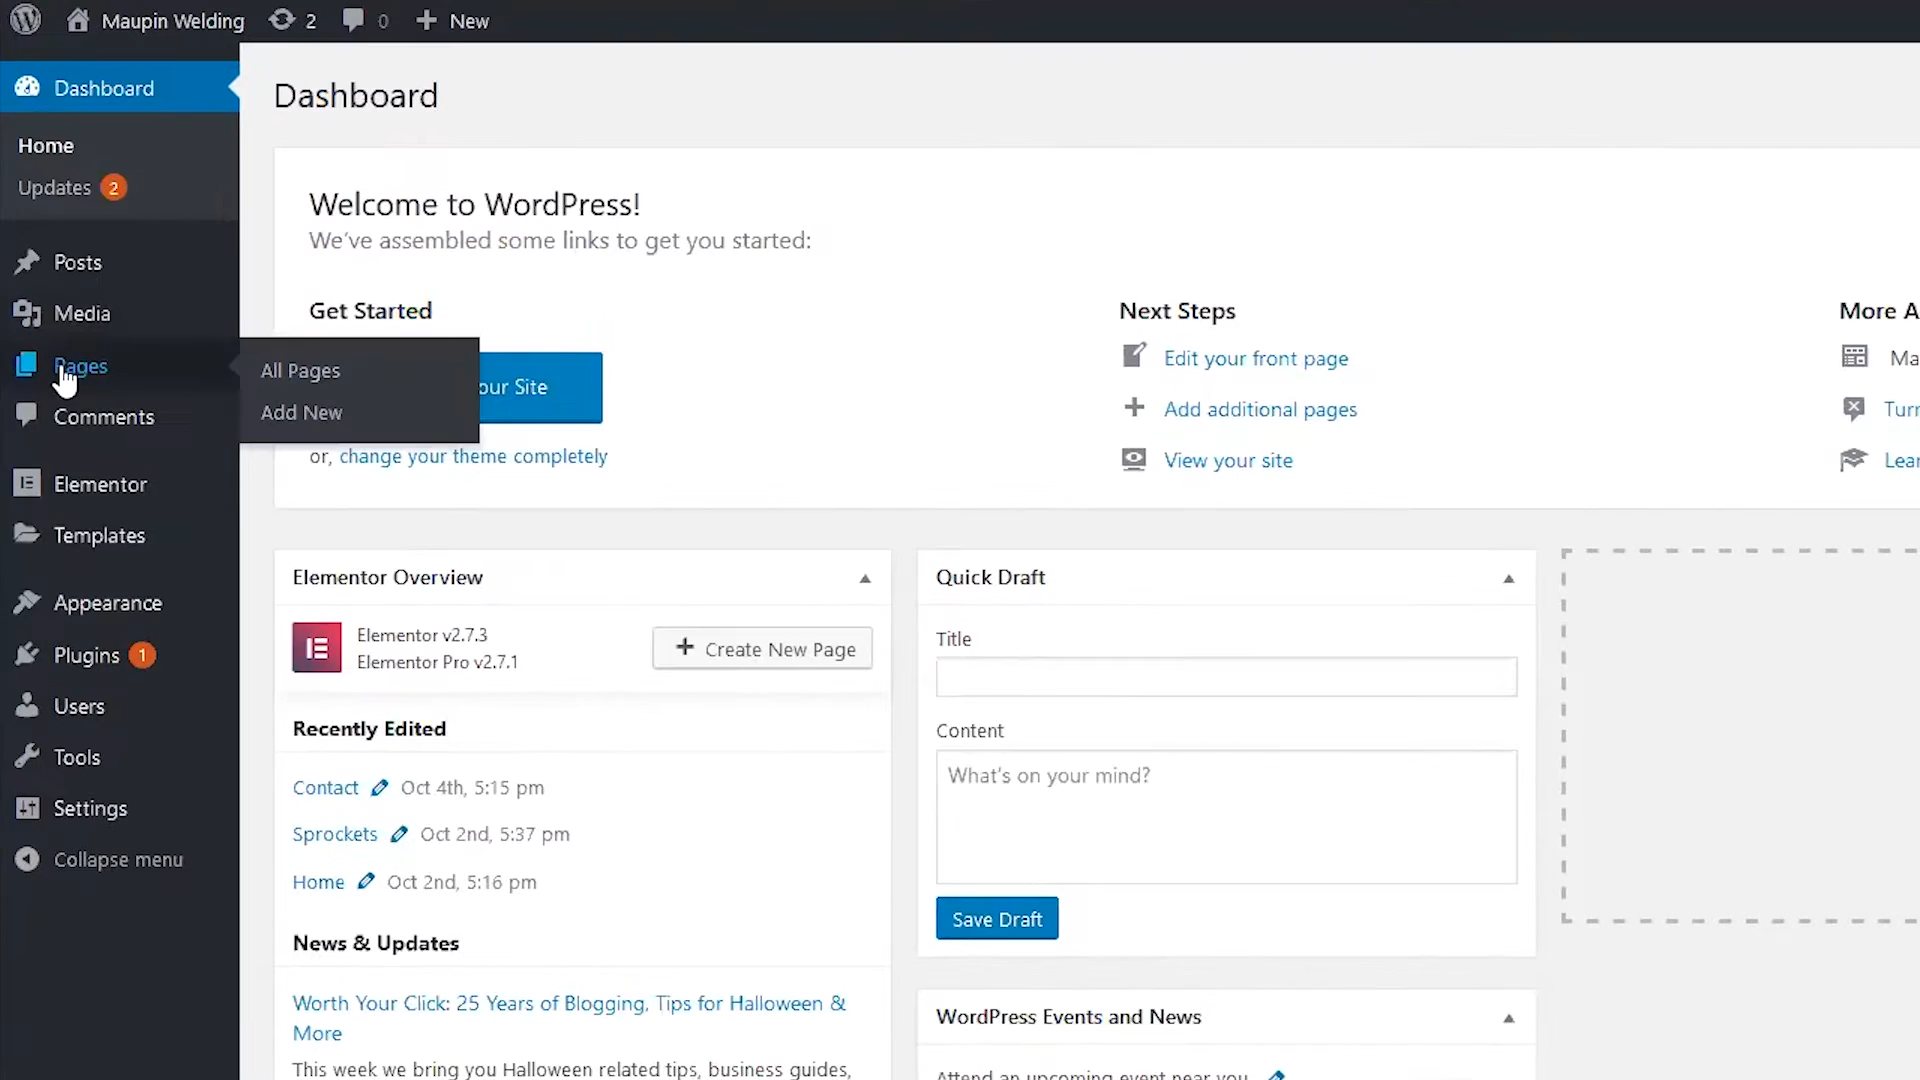 Maupin Welding
2
0
New
Dashboard
Home
Updates 2
Posts
Media
Pages
Comments
Elementor
Templates
Appearance
Plugins 1
Users
Tools
Settings
Collapse menu
All Pages
Add New
Dashboard
Welcome to WordPress!
We've assembled some links to get you started:
Get Started
our Site
or, change your theme completely
Next Steps
Edit your front page
Add additional pages
View your site
More A
Ma
Turn
Lear
Elementor Overview
Elementor v2.7.3
Elementor Pro v2.7.1
Create New Page
Recently Edited
Contact Oct 4th, 5:15 pm
Sprockets Oct 2nd, 5:37 pm
Home Oct 2nd, 5:16 pm
News & Updates
Worth Your Click: 25 Years of Blogging, Tips for Halloween &
More
This week we bring you Halloween related tips, business guides,
Quick Draft
Title
Content
What's on your mind?
Save Draft
WordPress Events and News
Attend an upcoming event near you